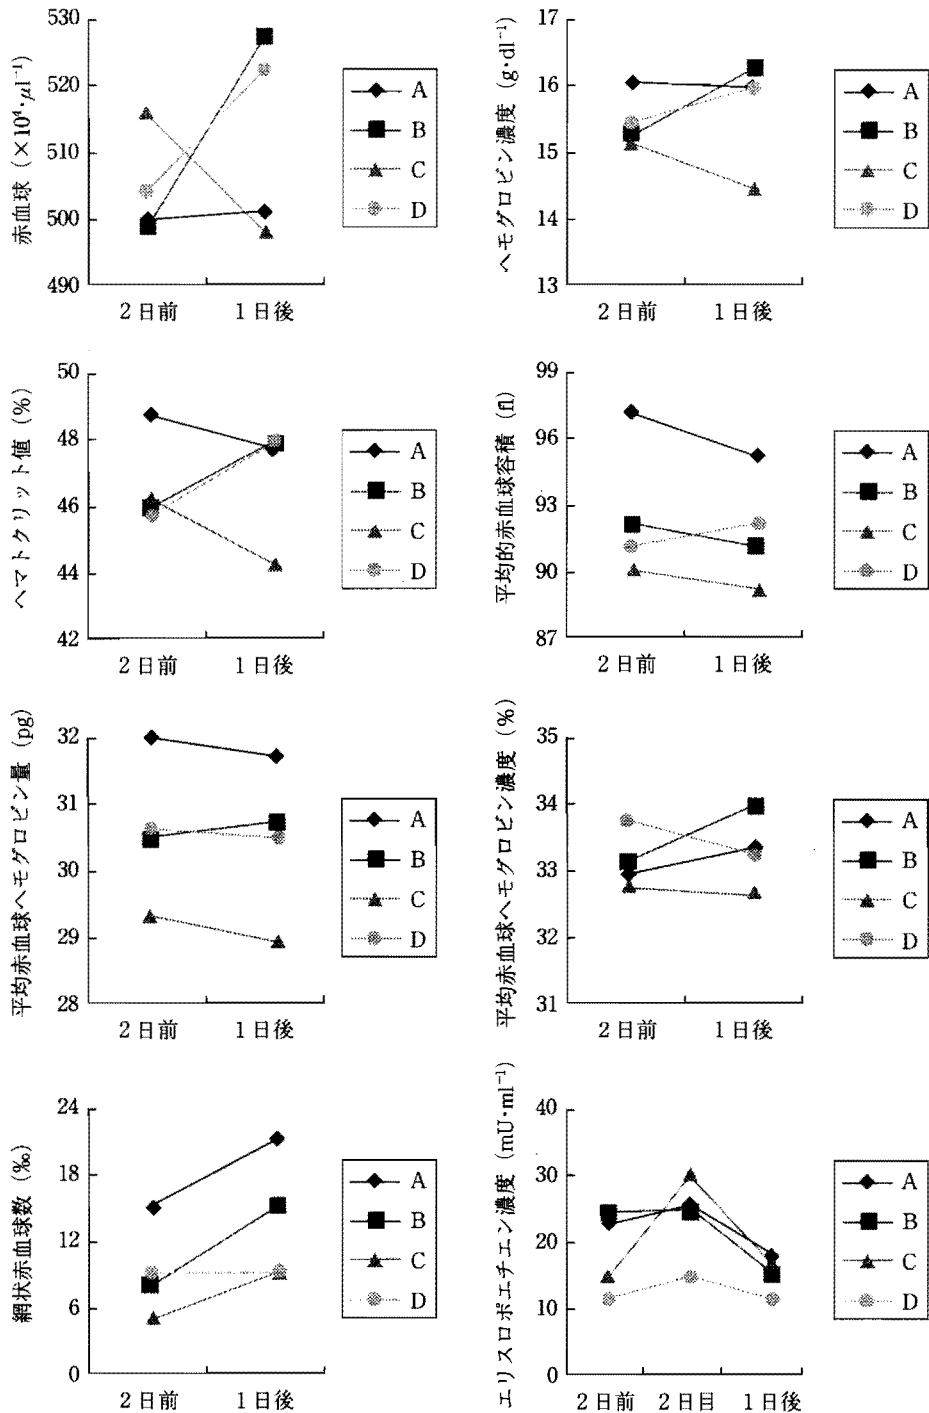 赤血球 (×10⁴·μl⁻¹)
530
520
510
500
490
2日前
1日後
A
B
C
D
ヘモグロビン濃度 (g·dl⁻¹)
17
16
15
14
13
2日前
1日後
A
B
C
D
ヘマトクリット値 (%)
50
48
46
44
42
2日前
1日後
A
B
C
D
平均的赤血球容積 (fl)
99
96
93
90
87
2日前
1日後
A
B
C
D
平均赤血球ヘモグロビン量 (pg)
32
31
30
29
28
2日前
1日後
A
B
C
D
平均赤血球ヘモグロビン濃度 (%)
35
34
33
32
31
2日前
1日後
A
B
C
D
網状赤血球数 (‰)
24
18
12
6
0
2日前
1日後
A
B
C
D
エリスロポエチエン濃度 (mU·ml⁻¹)
40
30
20
10
0
2日前
2日目
1日後
A
B
C
D